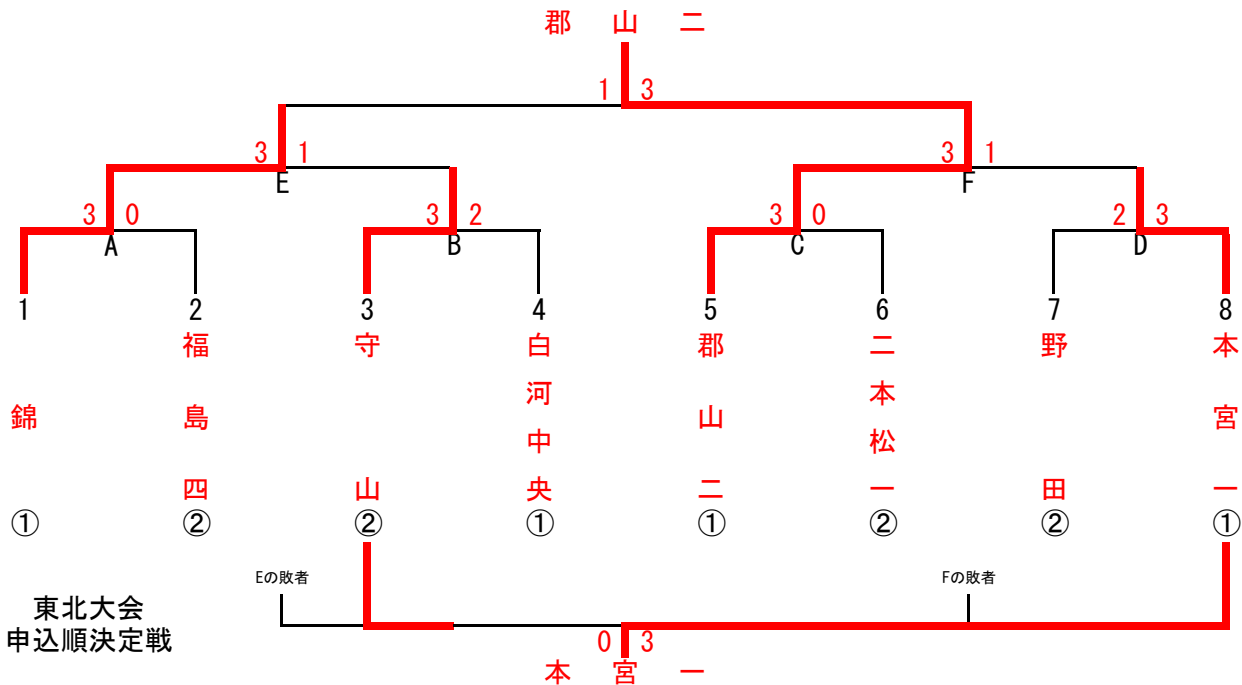 郡山二
1 3
3 1
E
3 1
F
3 0
A
3 2
B
3 0
C
2 3
D
1 2 3 4 5 6 7 8
錦
福島四
守山
白河中央
郡山二
二本松一
野田
本宮一
① ② ② ① ① ② ② ①
Eの敗者
Fの敗者
東北大会
申込順決定戦
0 3
本宮一